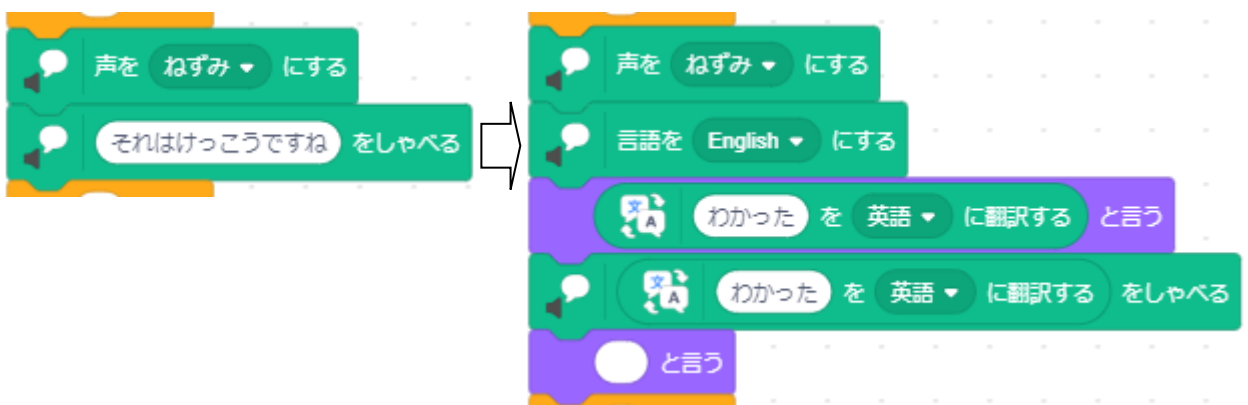 声を ねずみ にする
それはけっこうですね をしゃべる
声を ねずみ にする
言語を English にする
わかった を 英語 に翻訳する と言う
わかった を 英語 に翻訳する をしゃべる
と言う